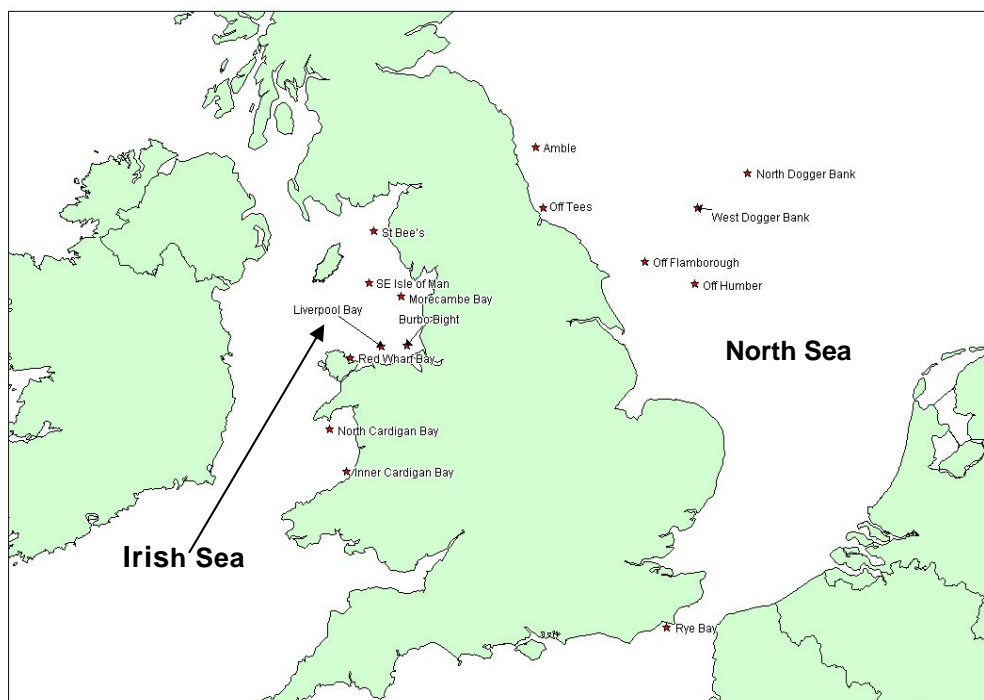 Amble
North Dogger Bank
Off Tees
West Dogger Bank
St Bee's
Off Flamborough
SE Isle of Man
Off Humber
Morecambe Bay
Liverpool Bay
Burbo Bight
North Sea
Red Wharf Bay
North Cardigan Bay
Inner Cardigan Bay
Irish Sea
Rye Bay